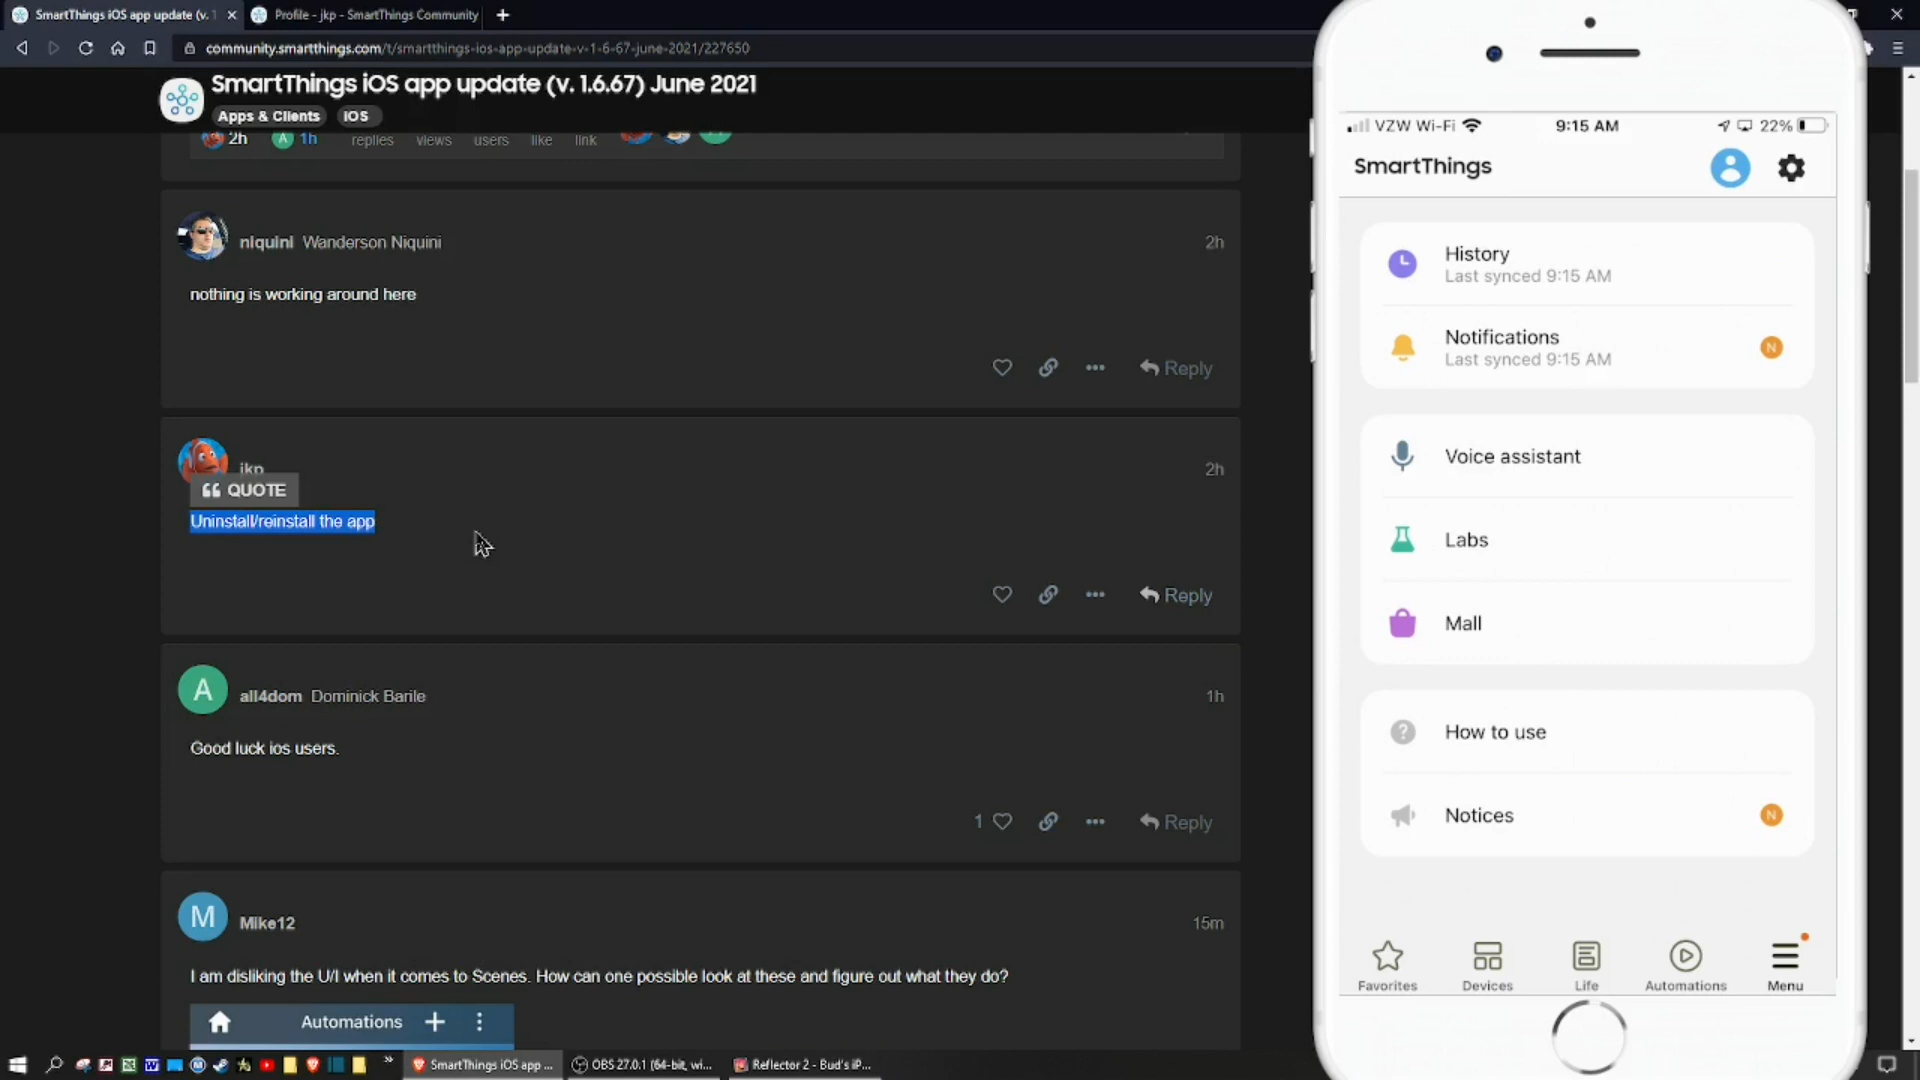 SmartThings iOS app update (v. 1
Profile - jkp - SmartThings Community
community.smartthings.com/t/smartthings-ios-app-update-v-1-6-67-june-2021/227650
SmartThings iOS app update (v. 1.6.67) June 2021
Apps & Clients iOS
2h A 1h replies views users like link
niquini Wanderson Niquini 2h
nothing is working around here
Reply
jkp 2h
QUOTE
Uninstall/reinstall the app
Reply
A all4dom Dominick Barile 1h
Good luck ios users.
1 Reply
M Mike12 15m
I am disliking the U/I when it comes to Scenes. How can one possible look at these and figure out what they do?
Automations
SmartThings iOS app ...
OBS 27.0.1 (64-bit, wi...
Reflector 2 - Bud's iP...
VZW Wi-Fi 9:15 AM 22%
SmartThings
History
Last synced 9:15 AM
Notifications
Last synced 9:15 AM
N
Voice assistant
Labs
Mall
How to use
Notices
N
Favorites Devices Life Automations Menu